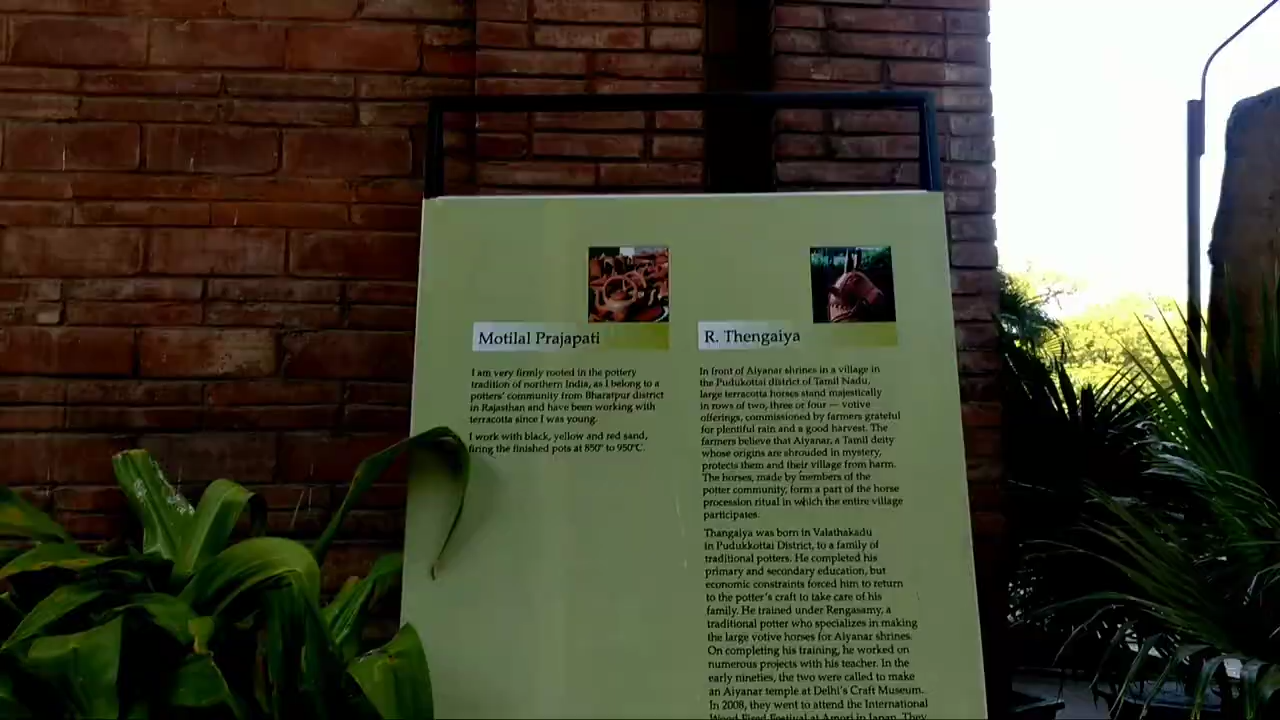 Motilal Prajapati
I am very firmly rooted in the pottery
tradition of northern India, as I belong to a
potters' community from Bharatpur district
in Rajasthan and have been working with
terracotta since I was young.
I work with black, yellow and red sand,
firing the finished pots at 850° to 950°C.
R. Thengaiya
In front of Aiyanar shrines in a village in
the Pudukottai district of Tamil Nadu,
large terracotta horses stand majestically
in rows of two, three or four — votive
offerings, commissioned by farmers grateful
for plentiful rain and a good harvest. The
farmers believe that Aiyanar, a Tamil deity
whose origins are shrouded in mystery,
protects them and their village from harm.
The horses, made by members of the
potter community, form a part of the horse
procession ritual in which the entire village
participates.
Thangaiya was born in Valathakadu
in Pudukkottai District, to a family of
traditional potters. He completed his
primary and secondary education, but
economic constraints forced him to return
to the potter's craft to take care of his
family. He trained under Rengasamy, a
traditional potter who specializes in making
the large votive horses for Aiyanar shrines.
On completing his training, he worked on
numerous projects with his teacher. In the
early nineties, the two were called to make
an Aiyanar temple at Delhi's Craft Museum.
In 2008, they went to attend the International
Wood Fired Festival at Amori in Japan. They